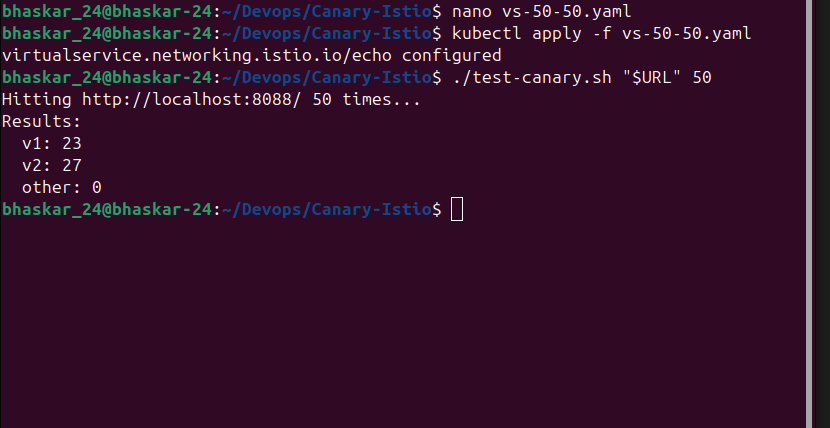 bhaskar_24@bhaskar-24:~/Devops/Canary-Istio$ nano vs-50-50.yaml
bhaskar_24@bhaskar-24:~/Devops/Canary-Istio$ kubectl apply -f vs-50-50.yaml
virtualservice.networking.istio.io/echo configured
bhaskar_24@bhaskar-24:~/Devops/Canary-Istio$ ./test-canary.sh "$URL" 50
Hitting http://localhost:8088/ 50 times...
Results:
  v1: 23
  v2: 27
  other: 0
bhaskar_24@bhaskar-24:~/Devops/Canary-Istio$